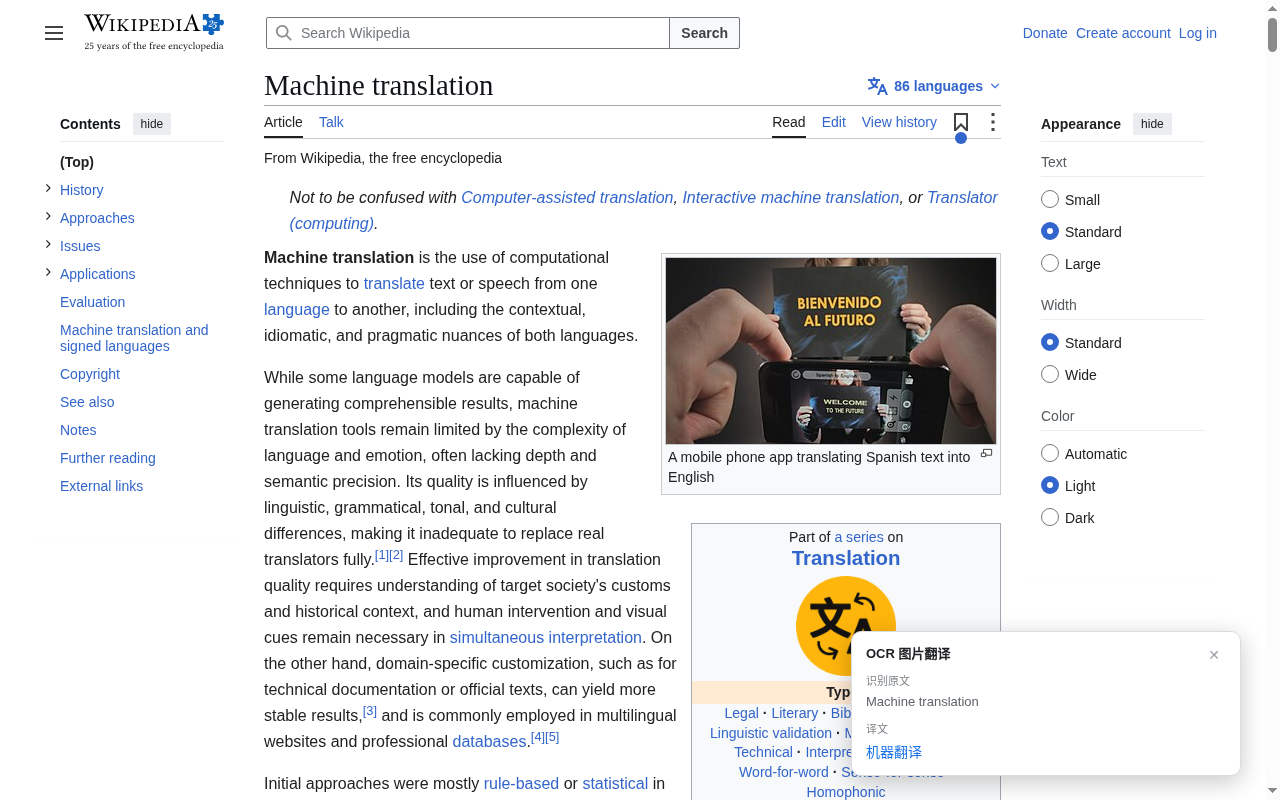 WIKIPEDIA 25
25 years of the free encyclopedia
Search Wikipedia
Search
Donate Create account Log in
Contents hide
(Top)
History
Approaches
Issues
Applications
Evaluation
Machine translation and
signed languages
Copyright
See also
Notes
Further reading
External links
Machine translation
86 languages
Article Talk
Read Edit View history
From Wikipedia, the free encyclopedia
Not to be confused with Computer-assisted translation, Interactive machine translation, or Translator
(computing).
Machine translation is the use of computational
techniques to translate text or speech from one
language to another, including the contextual,
idiomatic, and pragmatic nuances of both languages.
While some language models are capable of
generating comprehensible results, machine
translation tools remain limited by the complexity of
language and emotion, often lacking depth and
semantic precision. Its quality is influenced by
linguistic, grammatical, tonal, and cultural
differences, making it inadequate to replace real
translators fully.[1][2] Effective improvement in translation
quality requires understanding of target society's customs
and historical context, and human intervention and visual
cues remain necessary in simultaneous interpretation. On
the other hand, domain-specific customization, such as for
technical documentation or official texts, can yield more
stable results,[3] and is commonly employed in multilingual
websites and professional databases.[4][5]
Initial approaches were mostly rule-based or statistical in
BIENVENIDO
AL FUTURO
Spanish to English
WELCOME
TO THE FUTURE
A mobile phone app translating Spanish text into
English
Part of a series on
Translation
文A
Typ
Legal · Literary · Bib
Linguistic validation · M
Technical · Interpre
Word-for-word ·
Homophonic
Appearance hide
Text
Small
Standard
Large
Width
Standard
Wide
Color
Automatic
Light
Dark
OCR 图片翻译
识别原文
Machine translation
译文
机器翻译